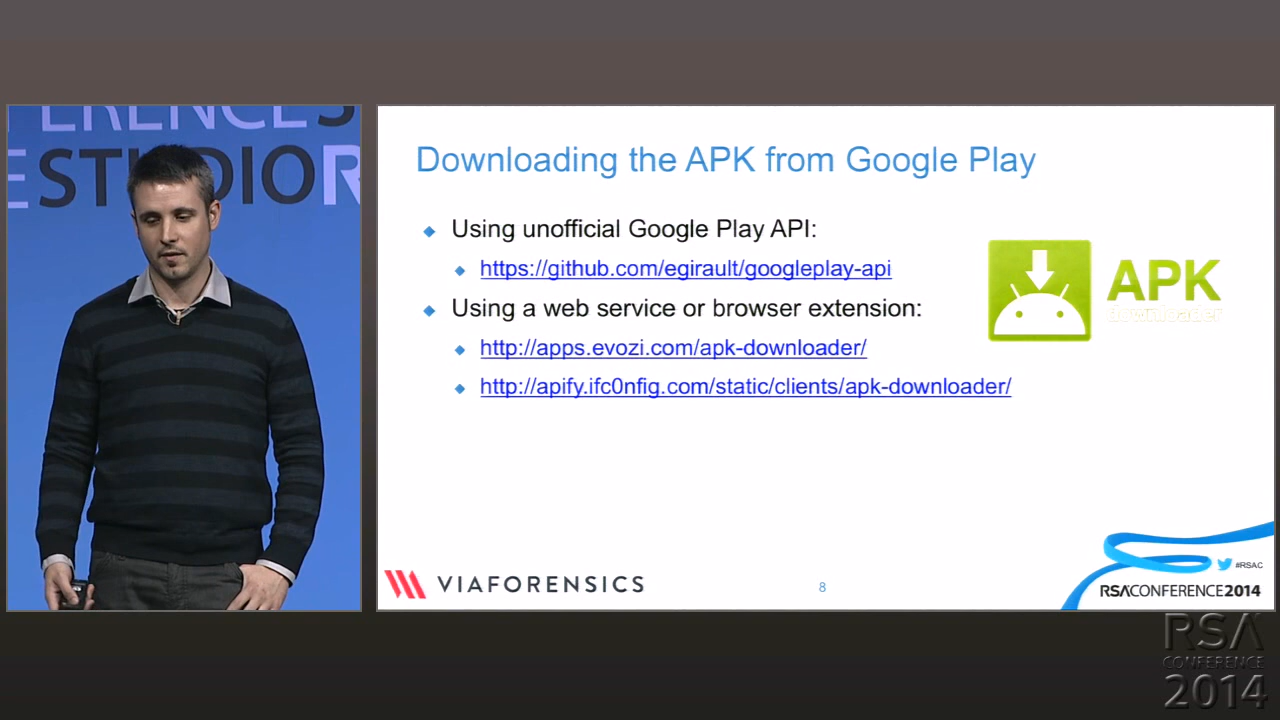 ERENCES
E STUDIOR
Downloading the APK from Google Play
Using unofficial Google Play API:
https://github.com/egirault/googleplay-api
Using a web service or browser extension:
http://apps.evozi.com/apk-downloader/
http://apify.ifc0nfig.com/static/clients/apk-downloader/
APK
downloader
VIAFORENSICS
8
#RSAC
RSACONFERENCE2014
RSA
CONFERENCE
2014